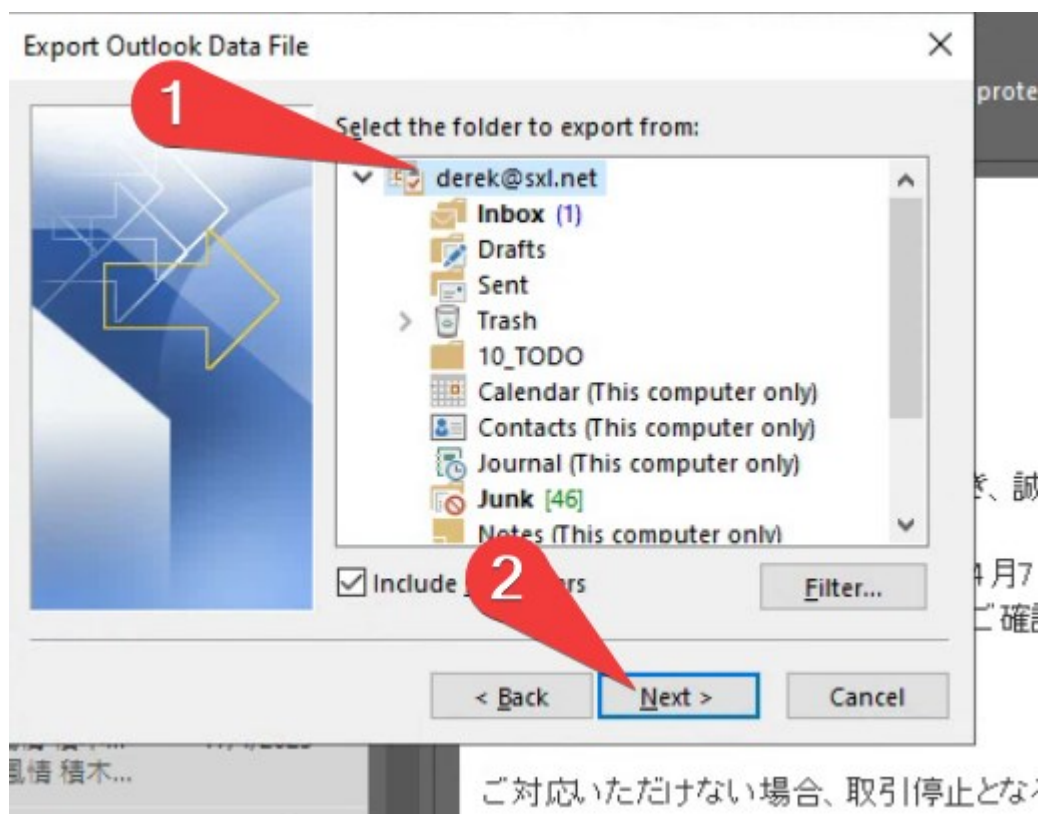 Export Outlook Data File
prote
1
Select the folder to export from:
derek@sxl.net
Inbox (1)
Drafts
Sent
Trash
10_TODO
Calendar (This computer only)
Contacts (This computer only)
Journal (This computer only)
Junk [46]
Notes (This computer only)
き、誠
Include
2
Filter...
4月7
ご確
< Back
Next >
Cancel
風情 積木...
ご対応いただけない場合、取引停止とな